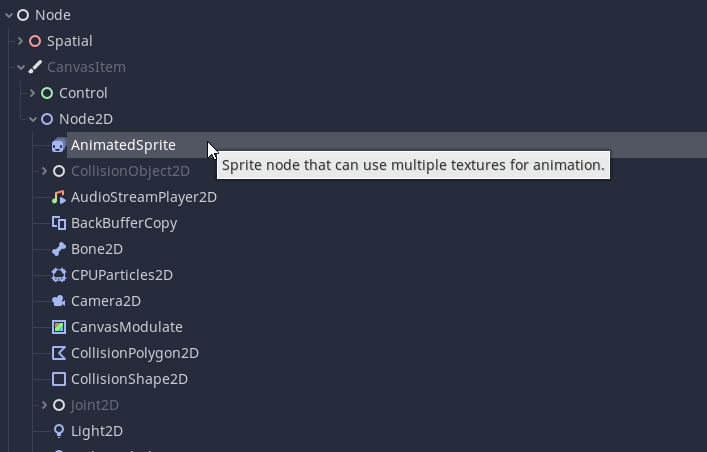 Node
Spatial
CanvasItem
Control
Node2D
AnimatedSprite
Sprite node that can use multiple textures for animation.
CollisionObject2D
AudioStreamPlayer2D
BackBufferCopy
Bone2D
CPUParticles2D
Camera2D
CanvasModulate
CollisionPolygon2D
CollisionShape2D
Joint2D
Light2D